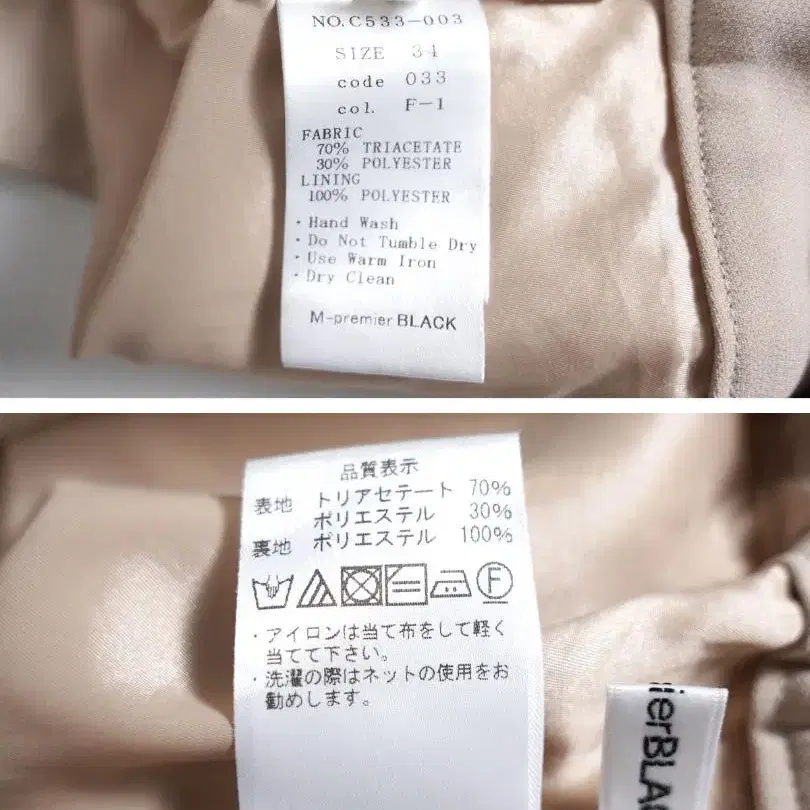 NO.C533-003
SIZE 34
code 033
col. F-1
FABRIC
70% TRIACETATE
30% POLYESTER
LINING
100% POLYESTER
・Hand Wash
・Do Not Tumble Dry
・Use Warm Iron
・Dry Clean
M-premier BLACK
品質表示
表地 トリアセテート 70%
ポリエステル 30%
裏地 ポリエステル 100%
F
・アイロンは当て布をして軽く
当てて下さい。
・洗濯の際はネットの使用をお
勧めします。
ierBLA